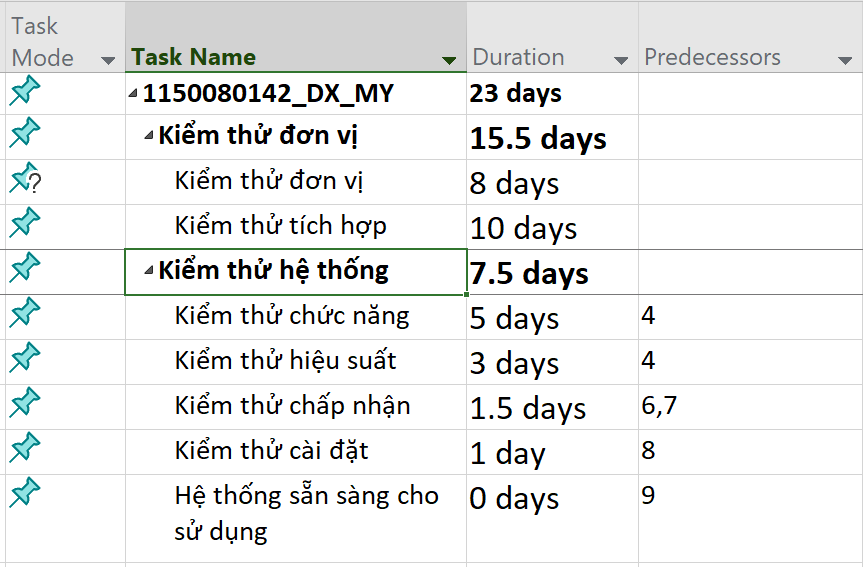 Task Mode Task Name Duration Predecessors
1150080142_DX_MY 23 days
Kiểm thử đơn vị 15.5 days
? Kiểm thử đơn vị 8 days
Kiểm thử tích hợp 10 days
Kiểm thử hệ thống 7.5 days
Kiểm thử chức năng 5 days 4
Kiểm thử hiệu suất 3 days 4
Kiểm thử chấp nhận 1.5 days 6,7
Kiểm thử cài đặt 1 day 8
Hệ thống sẵn sàng cho 0 days 9
sử dụng